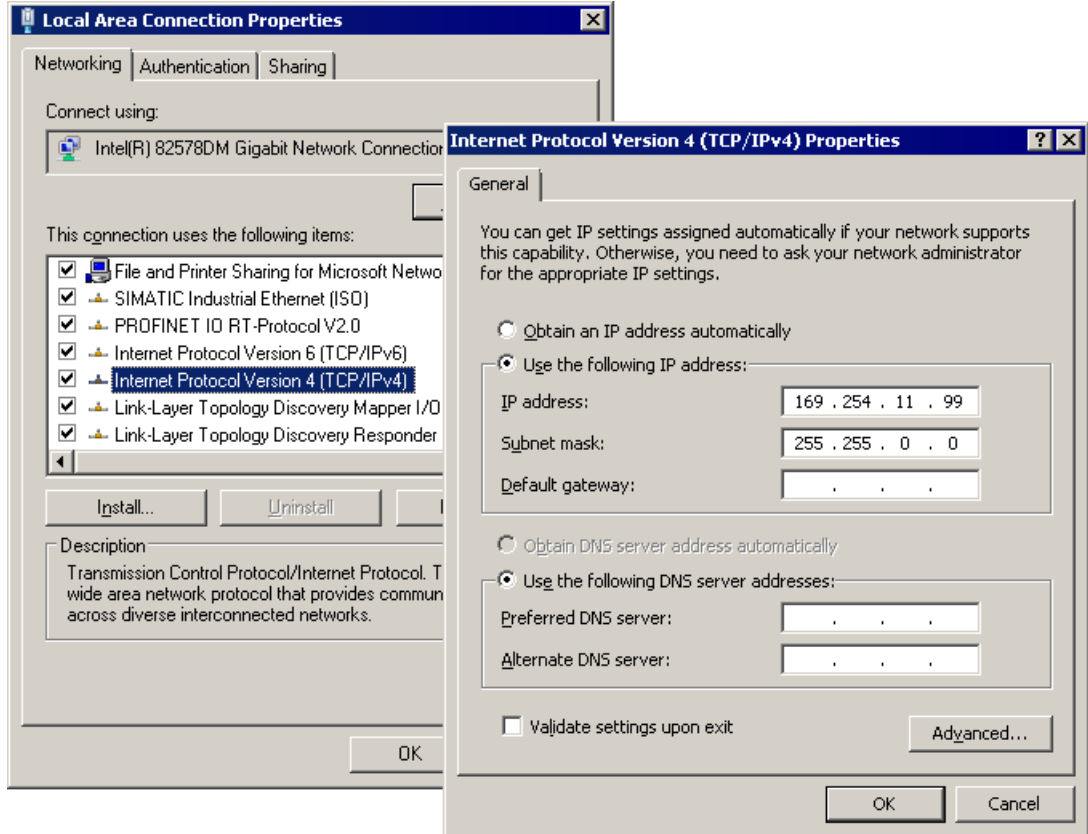 Local Area Connection Properties
Networking
Authentication
Sharing
Connect using:
Intel(R) 82578DM Gigabit Network Connection
This connection uses the following items:
File and Printer Sharing for Microsoft Netwo
SIMATIC Industrial Ethernet (ISO)
PROFINET IO RT-Protocol V2.0
Internet Protocol Version 6 (TCP/IPv6)
Internet Protocol Version 4 (TCP/IPv4)
Link-Layer Topology Discovery Mapper I/O
Link-Layer Topology Discovery Responder
Install...
Uninstall
Description
Transmission Control Protocol/Internet Protocol. T
wide area network protocol that provides commun
across diverse interconnected networks.
OK
Internet Protocol Version 4 (TCP/IPv4) Properties
General
You can get IP settings assigned automatically if your network supports
this capability. Otherwise, you need to ask your network administrator
for the appropriate IP settings.
Obtain an IP address automatically
Use the following IP address:
IP address:
169 . 254 . 11 . 99
Subnet mask:
255 . 255 . 0 . 0
Default gateway:
. . .
Obtain DNS server address automatically
Use the following DNS server addresses:
Preferred DNS server:
. . .
Alternate DNS server:
. . .
Validate settings upon exit
Advanced...
OK
Cancel